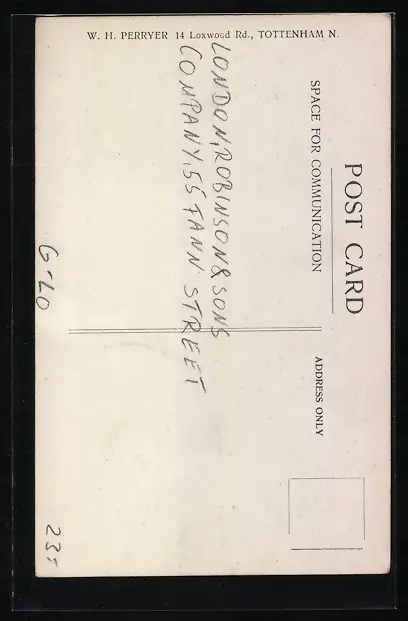 W. H. PERRYER 14 Loxwood Rd., TOTTENHAM N.
POST CARD
SPACE FOR COMMUNICATION
ADDRESS ONLY
LONDON, ROBINSON & SONS
COMPANY, 55 FANN STREET
G-LO
23,-